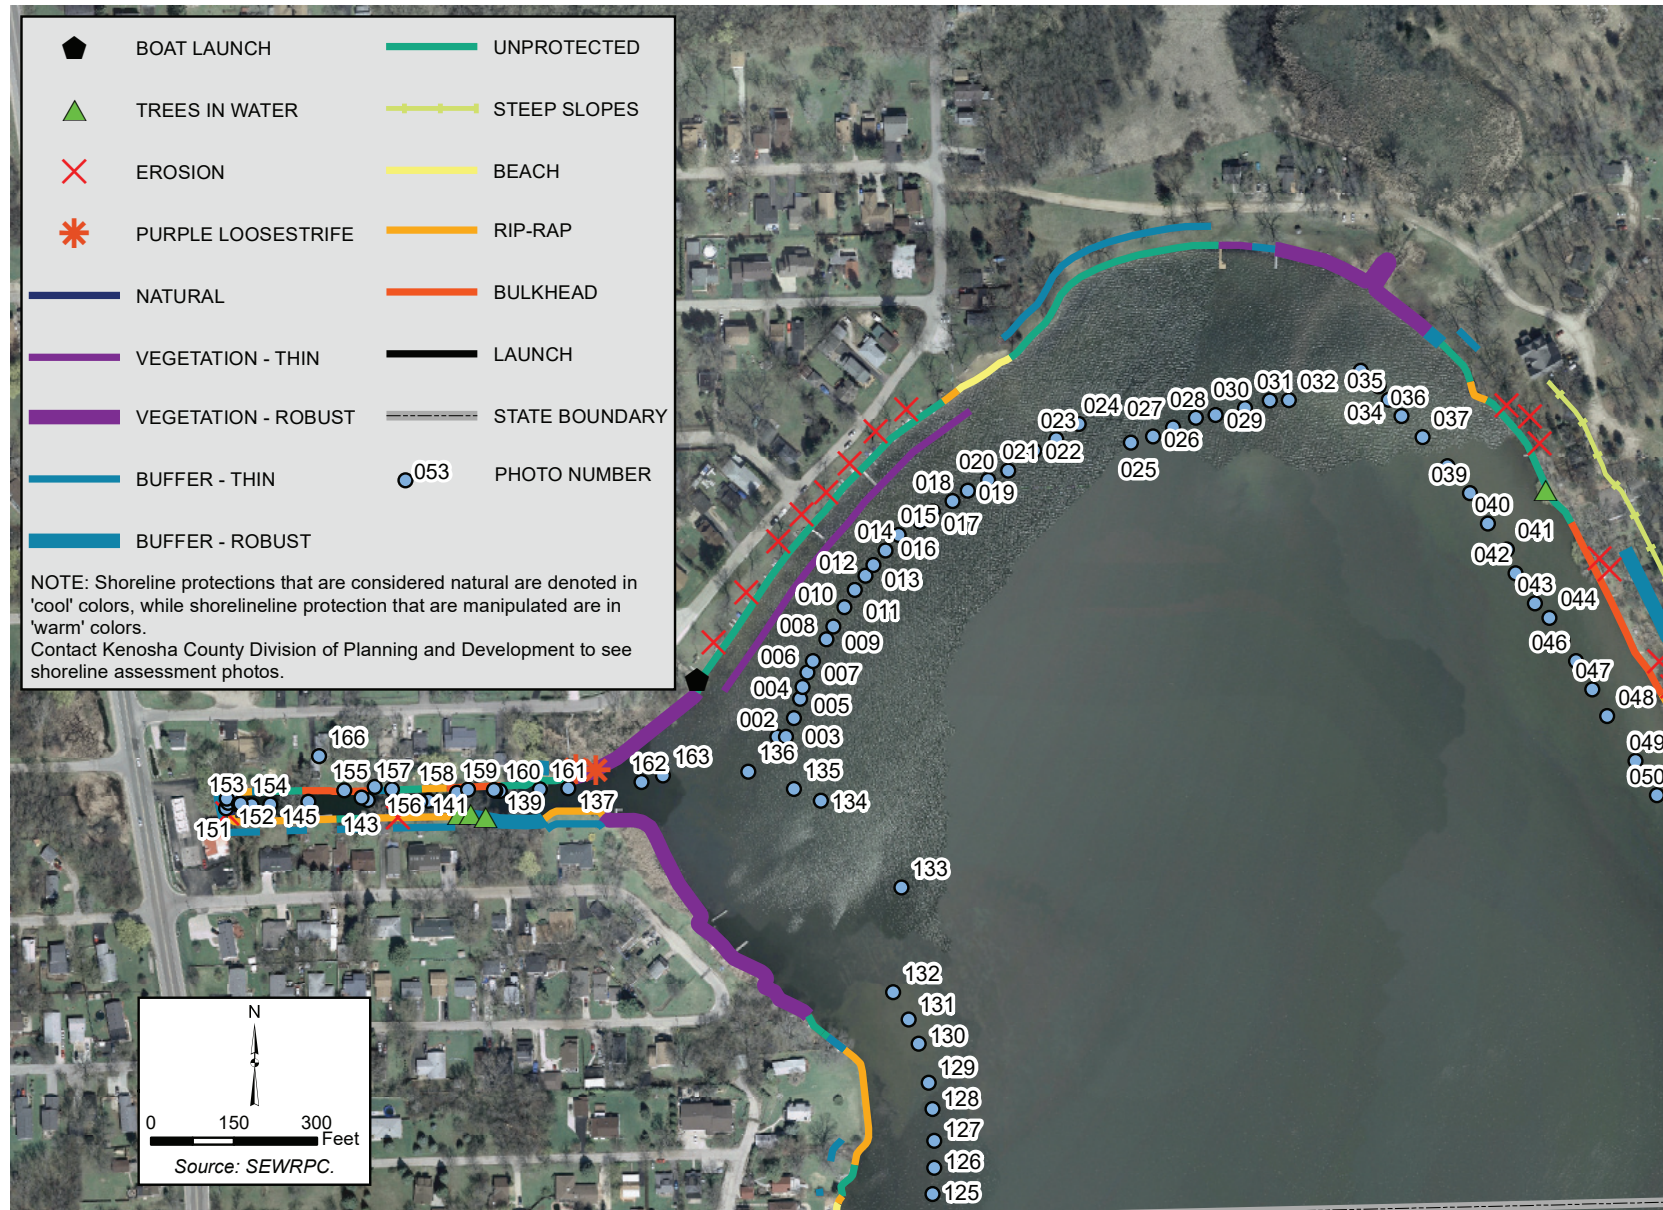 BOAT LAUNCH
TREES IN WATER
EROSION
PURPLE LOOSESTRIFE
NATURAL
VEGETATION - THIN
VEGETATION - ROBUST
BUFFER - THIN
BUFFER - ROBUST
UNPROTECTED
STEEP SLOPES
BEACH
RIP-RAP
BULKHEAD
LAUNCH
STATE BOUNDARY
053 PHOTO NUMBER
NOTE: Shoreline protections that are considered natural are denoted in
'cool' colors, while shorelineline protection that are manipulated are in
'warm' colors.
Contact Kenosha County Division of Planning and Development to see
shoreline assessment photos.
024
023
022
021
020
019
018
017
015
014
016
012
013
010
011
008
009
006
007
004
005
002
003
136
135
134
133
132
131
130
129
128
127
126
125
025
026
027
028
029
030
031
032
035
034
036
037
039
040
041
042
043
044
046
047
048
049
050
166
153
154
155
157
158
159
160
161
162
163
151
152
145
143
156
141
139
137
N
0 150 300
Feet
Source: SEWRPC.